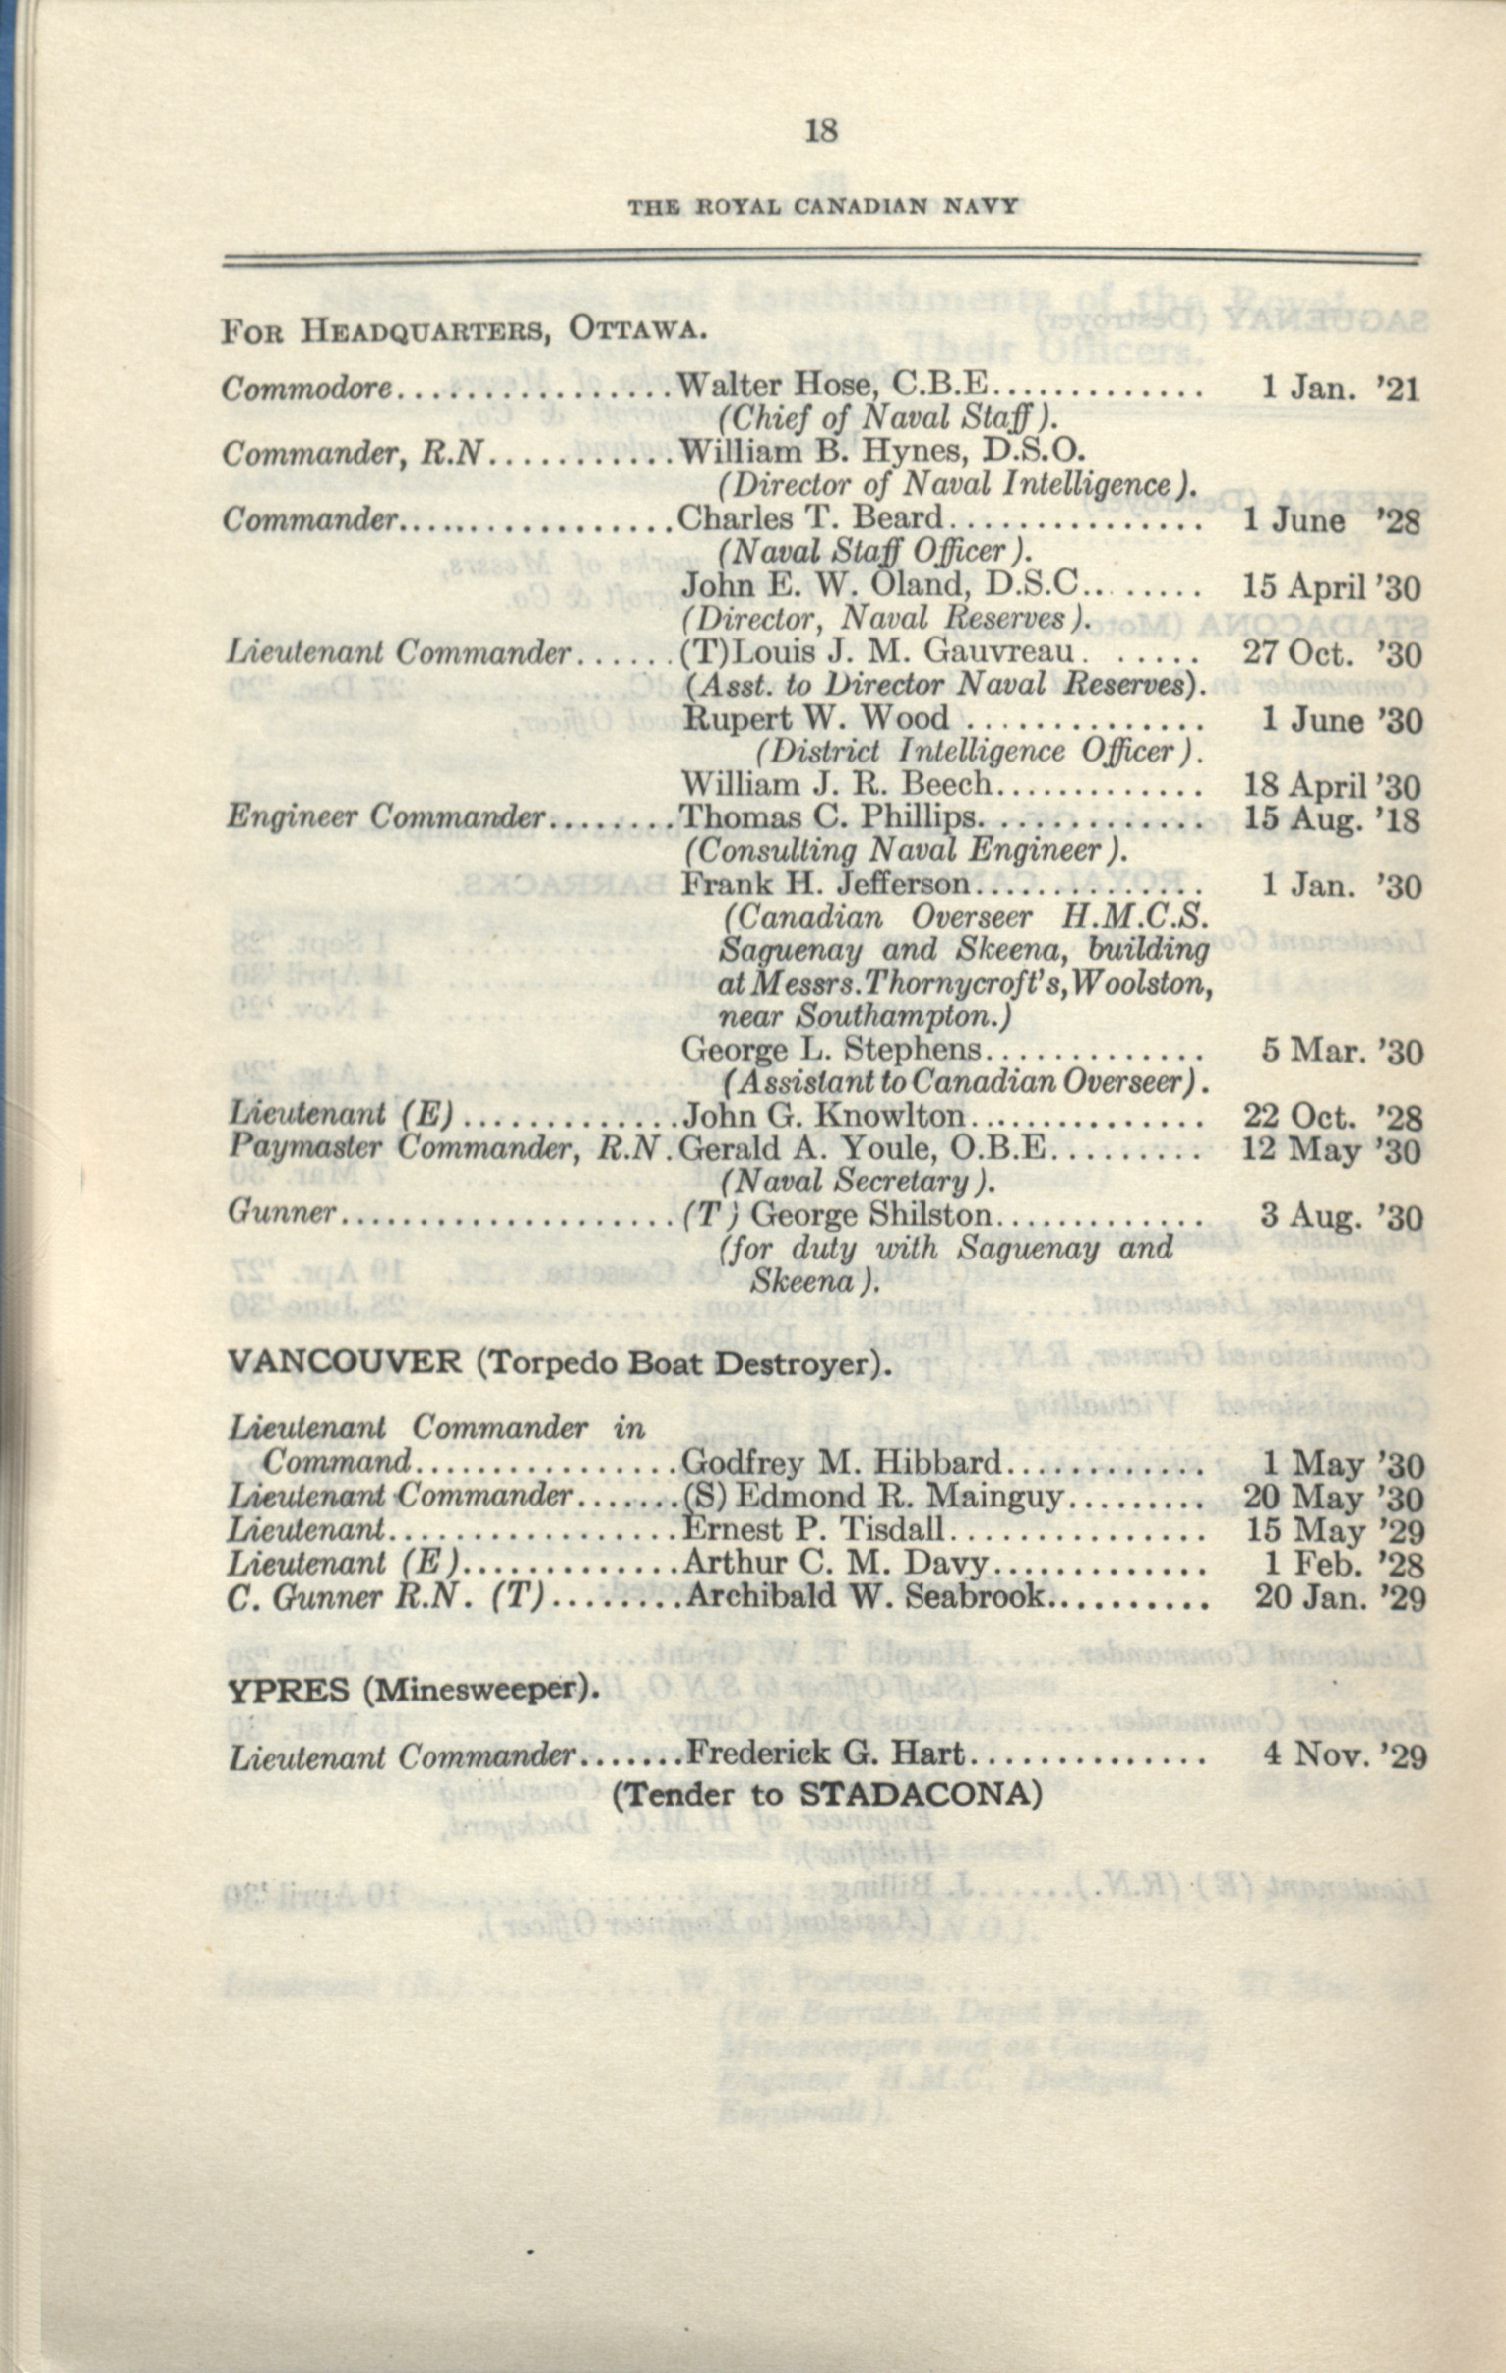 18
THE ROYAL CANADIAN NAVY
FOR HEADQUARTERS, OTTAWA.
Commodore.................Walter Hose, C.B.E............. 1 Jan. '21
(Chief of Naval Staff).
Commander, R.N............William B. Hynes, D.S.O.
(Director of Naval Intelligence).
Commander.................Charles T. Beard............... 1 June '28
(Naval Staff Officer).
John E. W. Oland, D.S.C........ 15 April '30
(Director, Naval Reserves).
Lieutenant Commander......(T)Louis J. M. Gauvreau. ...... 27 Oct. '30
(Asst. to Director Naval Reserves).
Rupert W. Wood ............... 1 June '30
(District Intelligence Officer).
William J. R. Beech............. 18 April '30
Engineer Commander........Thomas C. Phillips.............. 15 Aug. '18
(Consulting Naval Engineer).
Frank H. Jefferson............... 1 Jan. '30
(Canadian Overseer H.M.C.S.
Saguenay and Skeena, building
at Messrs. Thornycroft's, Woolston,
near Southampton.)
George L. Stephens.............. 5 Mar. '30
(Assistant to Canadian Overseer).
Lieutenant (E)..............John G. Knowlton............... 22 Oct. '28
Paymaster Commander, R.N.Gerald A. Youle, O.B.E.......... 12 May '30
(Naval Secretary).
Gunner.....................(T) George Shilston............. 3 Aug. '30
(for duty with Saguenay and
Skeena).
VANCOUVER (Torpedo Boat Destroyer).
Lieutenant Commander in
Command.................Godfrey M. Hibbard............. 1 May '30
Lieutenant Commander.......(S) Edmond R. Mainguy......... 20 May '30
Lieutenant..................Ernest P. Tisdall................ 15 May '29
Lieutenant (E)..............Arthur C. M. Davy.............. 1 Feb. '28
C. Gunner R.N. (T).........Archibald W. Seabrook........... 20 Jan. '29
YPRES (Minesweeper).
Lieutenant Commander.......Frederick G. Hart............... 4 Nov. '29
(Tender to STADACONA)